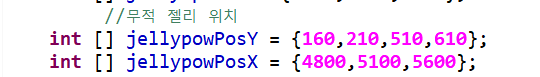 //무적 젤리 위치
int [] jellypowPosY = {160,210,510,610};
int [] jellypowPosX = {4800,5100,5600};